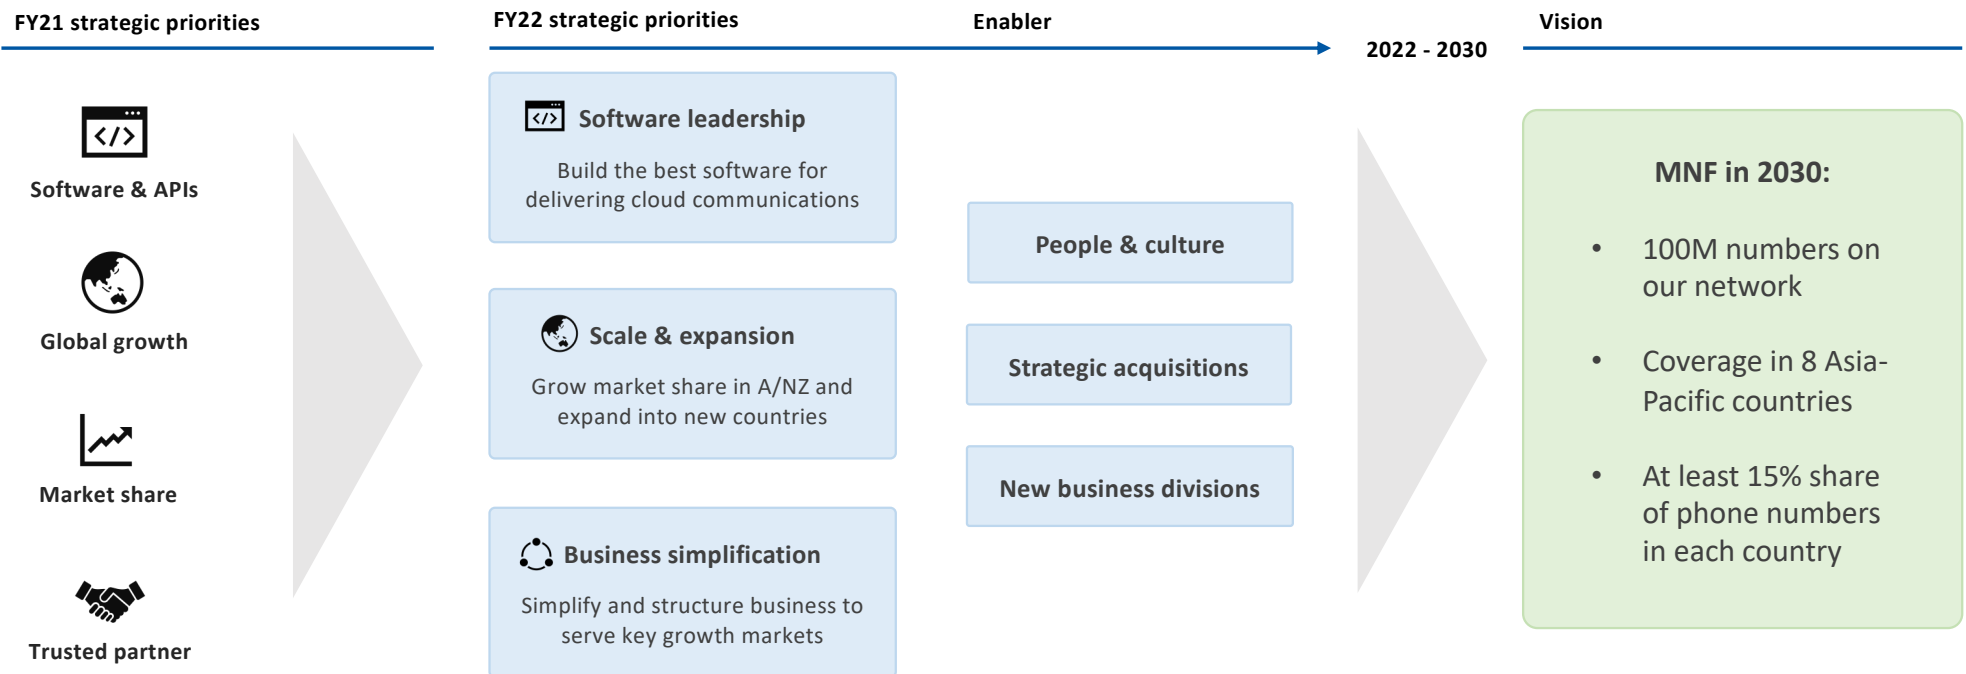 FY21 strategic priorities
FY22 strategic priorities
Enabler
2022 - 2030
Vision
</>
Software & APIs
Global growth
Market share
Trusted partner
</> Software leadership
Build the best software for
delivering cloud communications
Scale & expansion
Grow market share in A/NZ and
expand into new countries
Business simplification
Simplify and structure business to
serve key growth markets
People & culture
Strategic acquisitions
New business divisions
MNF in 2030:
• 100M numbers on
our network
• Coverage in 8 Asia-
Pacific countries
• At least 15% share
of phone numbers
in each country